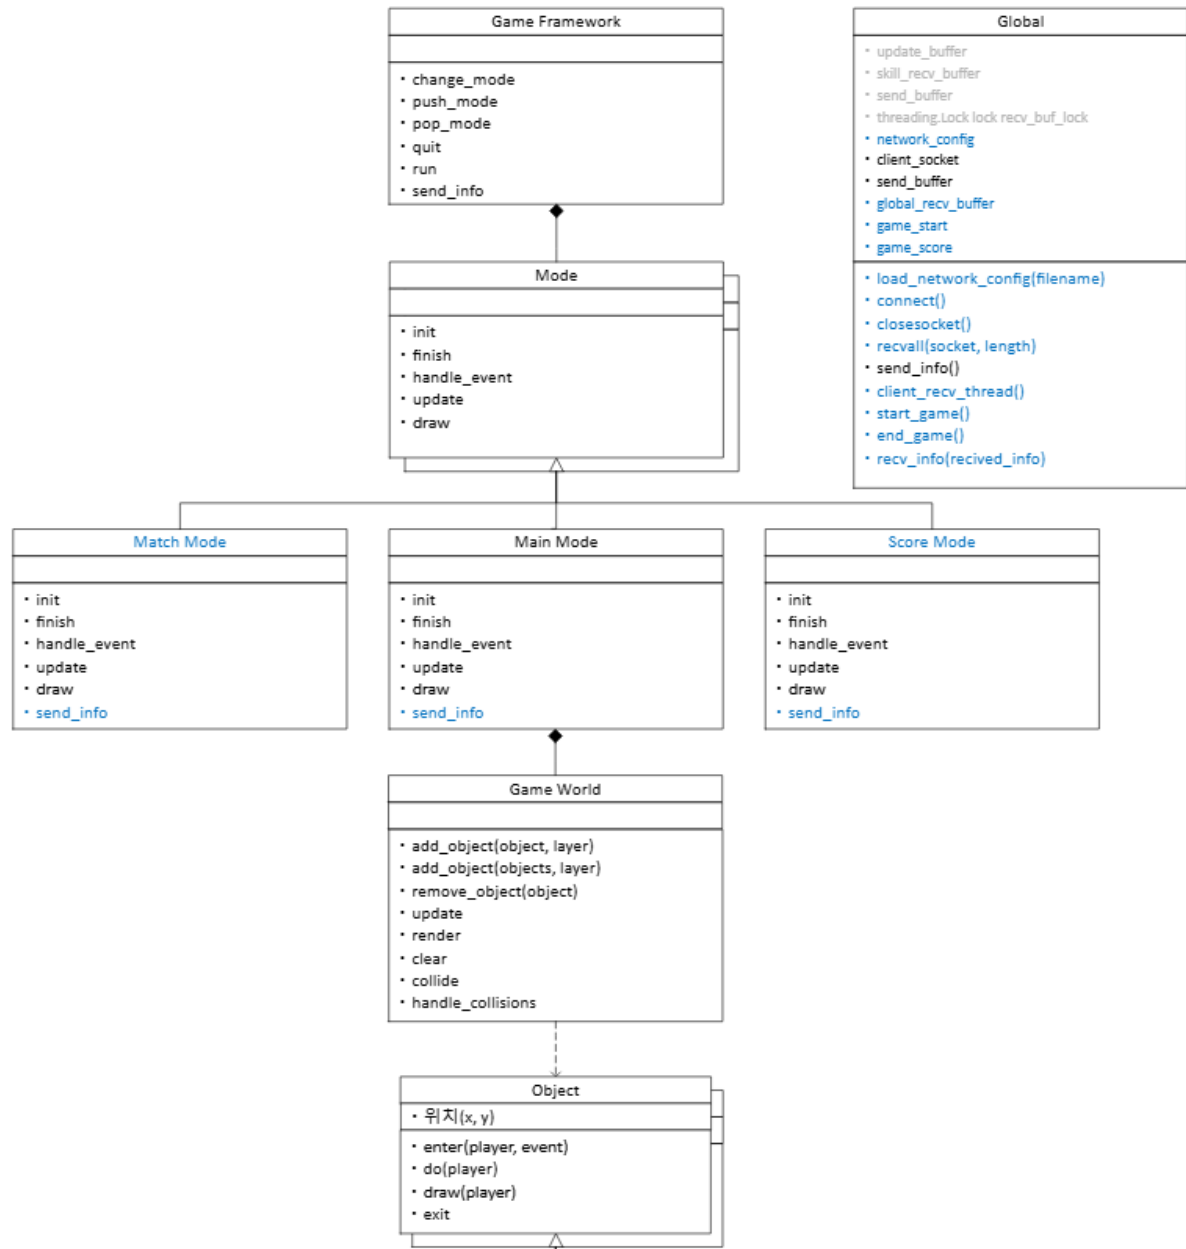 Game Framework
• change_mode
• push_mode
• pop_mode
• quit
• run
• send_info
Global
• update_buffer
• skill_recv_buffer
• send_buffer
• threading.Lock lock recv_buf_lock
• network_config
• client_socket
• send_buffer
• global_recv_buffer
• game_start
• game_score
• load_network_config(filename)
• connect()
• closesocket()
• recvall(socket, length)
• send_info()
• client_recv_thread()
• start_game()
• end_game()
• recv_info(recived_info)
Mode
• init
• finish
• handle_event
• update
• draw
Match Mode
• init
• finish
• handle_event
• update
• draw
• send_info
Main Mode
• init
• finish
• handle_event
• update
• draw
• send_info
Score Mode
• init
• finish
• handle_event
• update
• draw
• send_info
Game World
• add_object(object, layer)
• add_object(objects, layer)
• remove_object(object)
• update
• render
• clear
• collide
• handle_collisions
Object
• 위치(x, y)
• enter(player, event)
• do(player)
• draw(player)
• exit